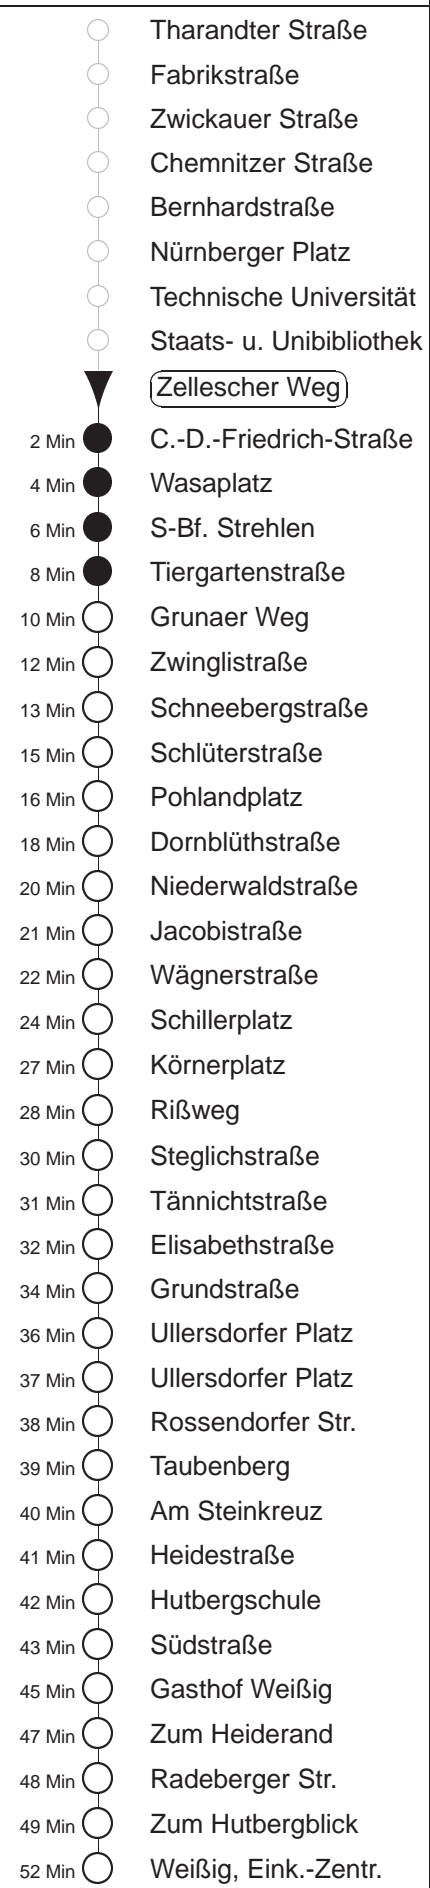 Tharandter Straße
Fabrikstraße
Zwickauer Straße
Chemnitzer Straße
Bernhardstraße
Nürnberger Platz
Technische Universität
Staats- u. Unibibliothek
Zellescher Weg
2 Min C.-D.-Friedrich-Straße
4 Min Wasaplatz
6 Min S-Bf. Strehlen
8 Min Tiergartenstraße
10 Min Grunaer Weg
12 Min Zwinglistraße
13 Min Schneebergstraße
15 Min Schlüterstraße
16 Min Pohlandplatz
18 Min Dornblüthstraße
20 Min Niederwaldstraße
21 Min Jacobistraße
22 Min Wägnerstraße
24 Min Schillerplatz
27 Min Körnerplatz
28 Min Rißweg
30 Min Steglichstraße
31 Min Tännichtstraße
32 Min Elisabethstraße
34 Min Grundstraße
36 Min Ullersdorfer Platz
37 Min Ullersdorfer Platz
38 Min Rossendorfer Str.
39 Min Taubenberg
40 Min Am Steinkreuz
41 Min Heidestraße
42 Min Hutbergschule
43 Min Südstraße
45 Min Gasthof Weißig
47 Min Zum Heiderand
48 Min Radeberger Str.
49 Min Zum Hutbergblick
52 Min Weißig, Eink.-Zentr.